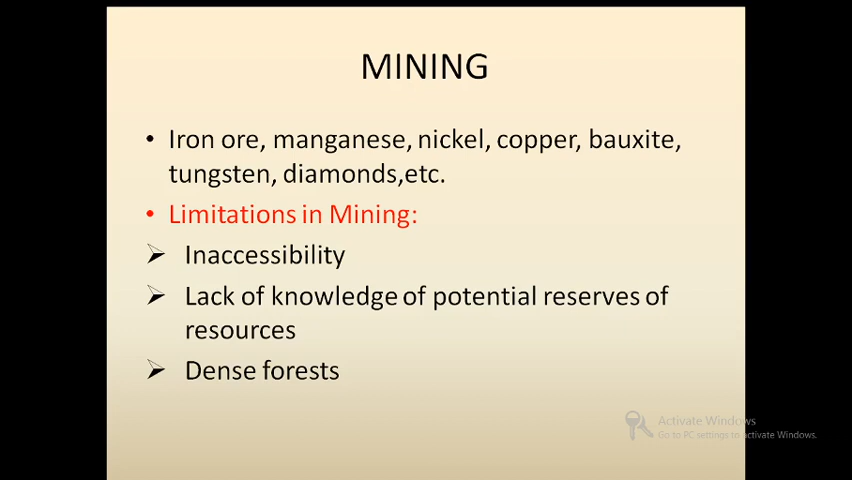 MINING
• Iron ore, manganese, nickel, copper, bauxite,
tungsten, diamonds,etc.
• Limitations in Mining:
➢ Inaccessibility
➢ Lack of knowledge of potential reserves of
resources
➢ Dense forests
Activate Windows
Go to PC settings to activate Windows.